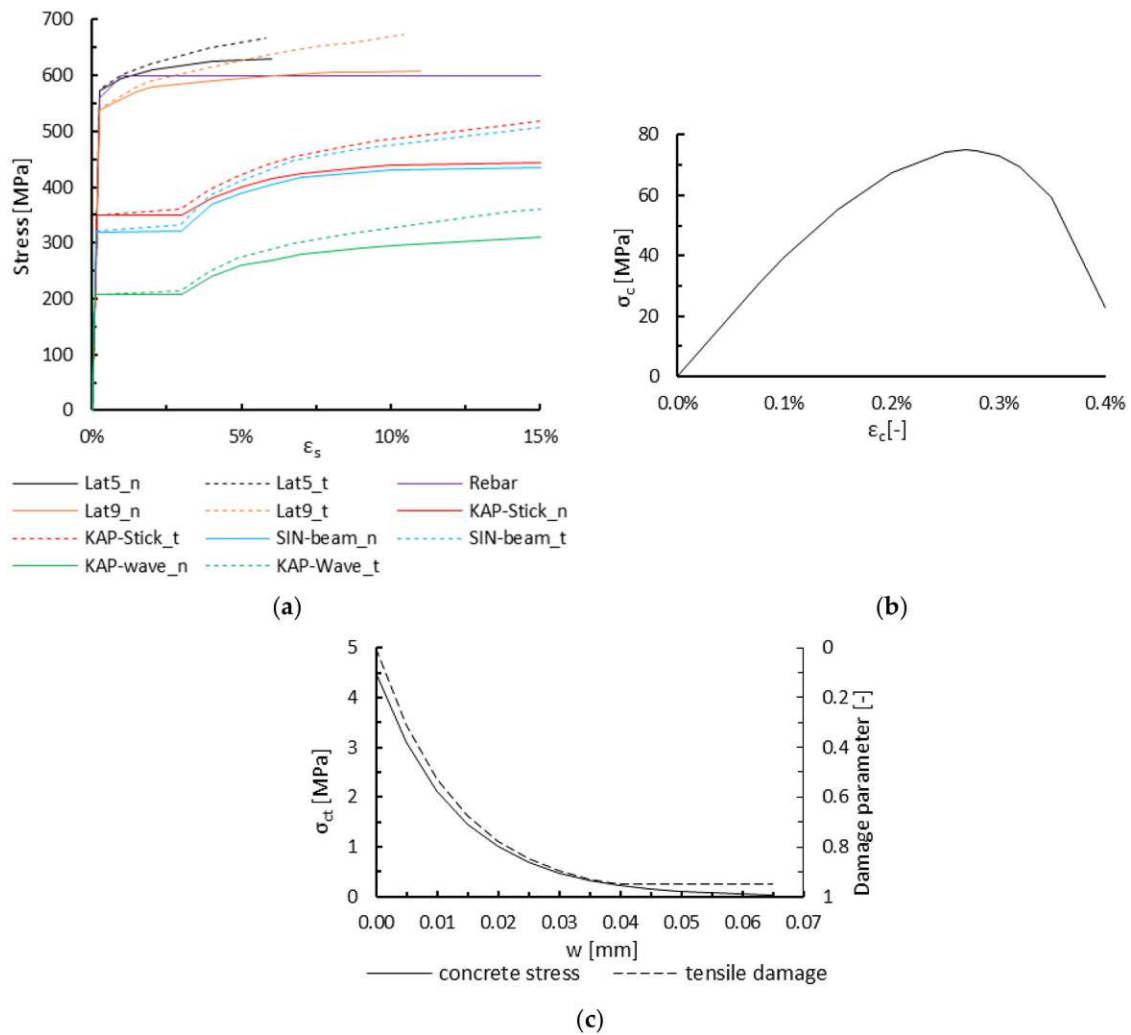 700
600
500
400
300
200
100
0
Stress [MPa]
0% 5% 10% 15%
εs
Lat5_n Lat5_t Rebar
Lat9_n Lat9_t KAP-Stick_n
KAP-Stick_t SIN-beam_n SIN-beam_t
KAP-wave_n KAP-Wave_t
(a)
80
60
40
20
0
σc [MPa]
0.0% 0.1% 0.2% 0.3% 0.4%
εc[-]
(b)
5
4
3
2
1
0
σct [MPa]
0
0.2
0.4
0.6
0.8
1
Damage parameter [-]
0.00 0.01 0.02 0.03 0.04 0.05 0.06 0.07
w [mm]
concrete stress tensile damage
(c)